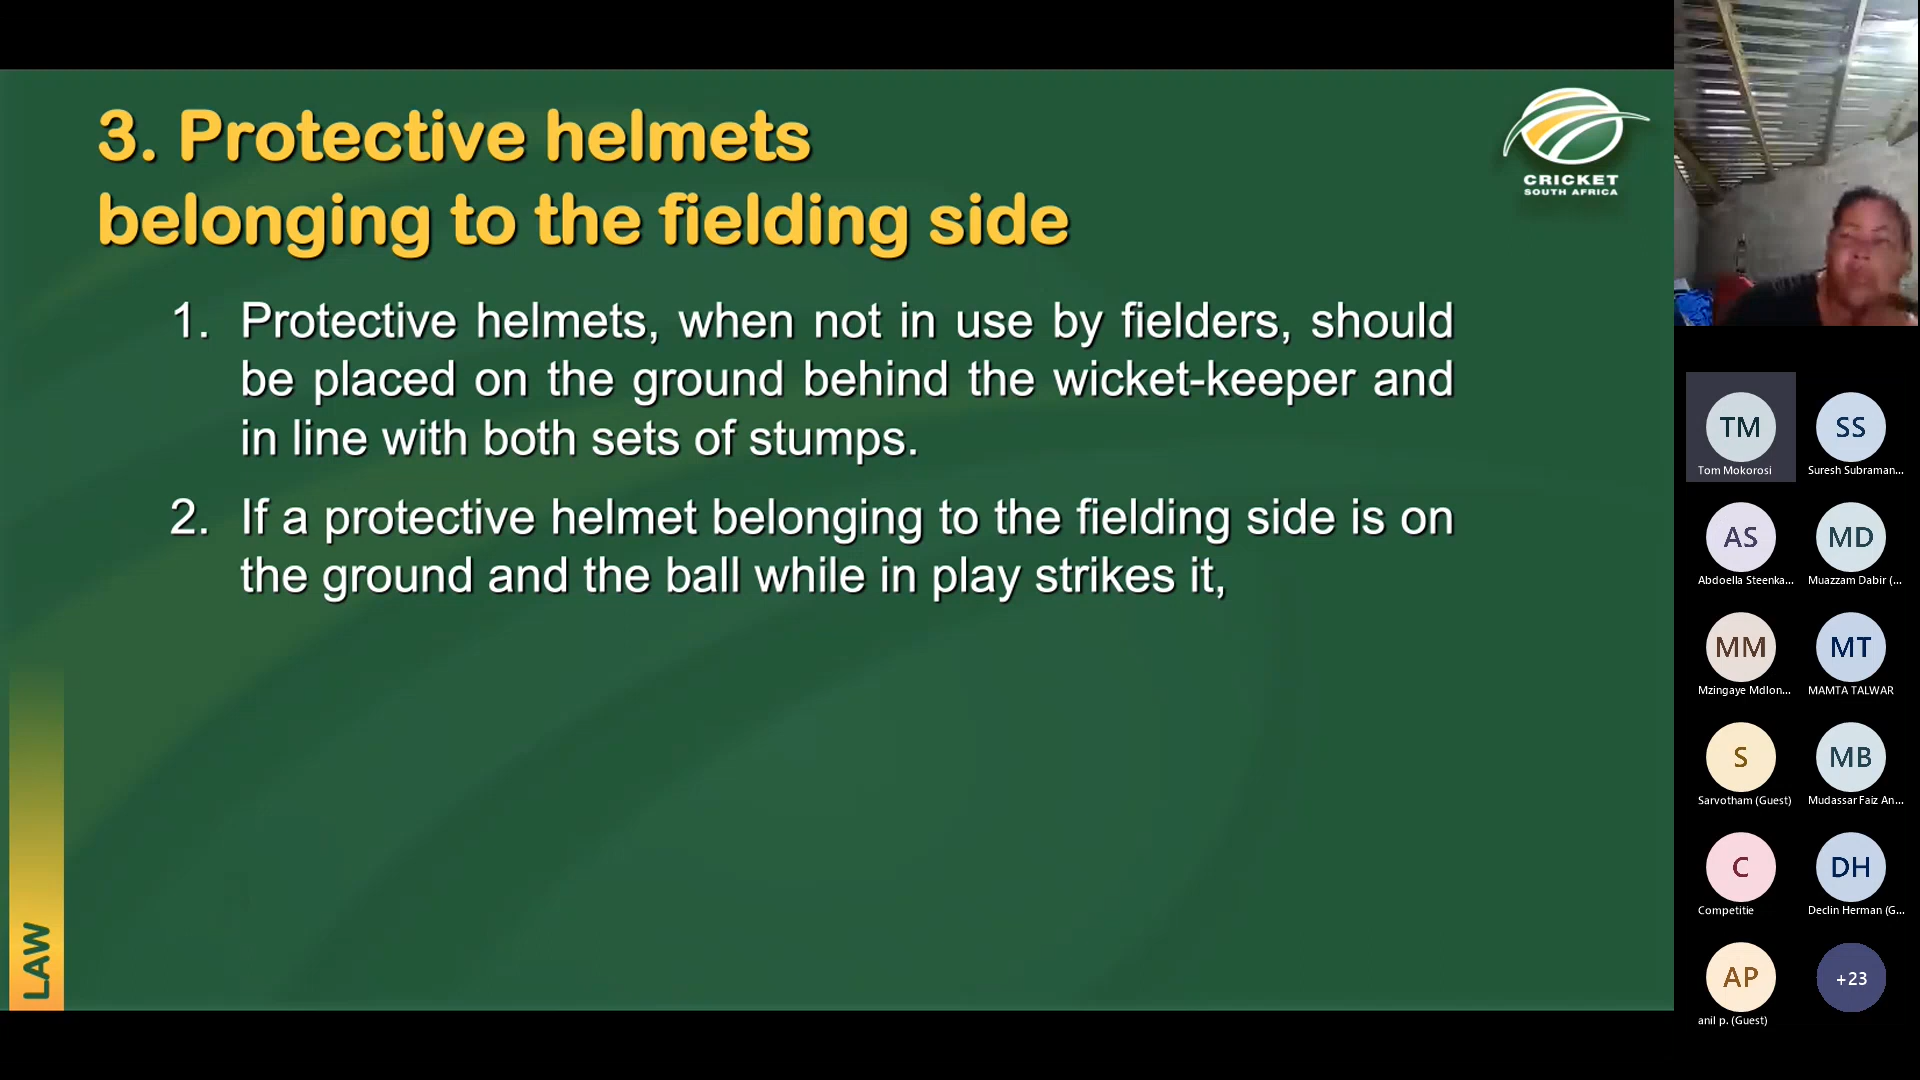 3. Protective helmets
belonging to the fielding side
CRICKET
SOUTH AFRICA
1. Protective helmets, when not in use by fielders, should
be placed on the ground behind the wicket-keeper and
in line with both sets of stumps.
2. If a protective helmet belonging to the fielding side is on
the ground and the ball while in play strikes it,
LAW
TM
Tom Mokorosi
SS
Suresh Subraman...
AS
Abdoella Steenka...
MD
Muazzam Dabir (...
MM
Mzingaye Mdlon...
MT
MAMTA TALWAR
S
Sarvotham (Guest)
MB
Mudassar Faiz An...
C
Competitie
DH
Declin Herman (G...
AP
anil p. (Guest)
+23